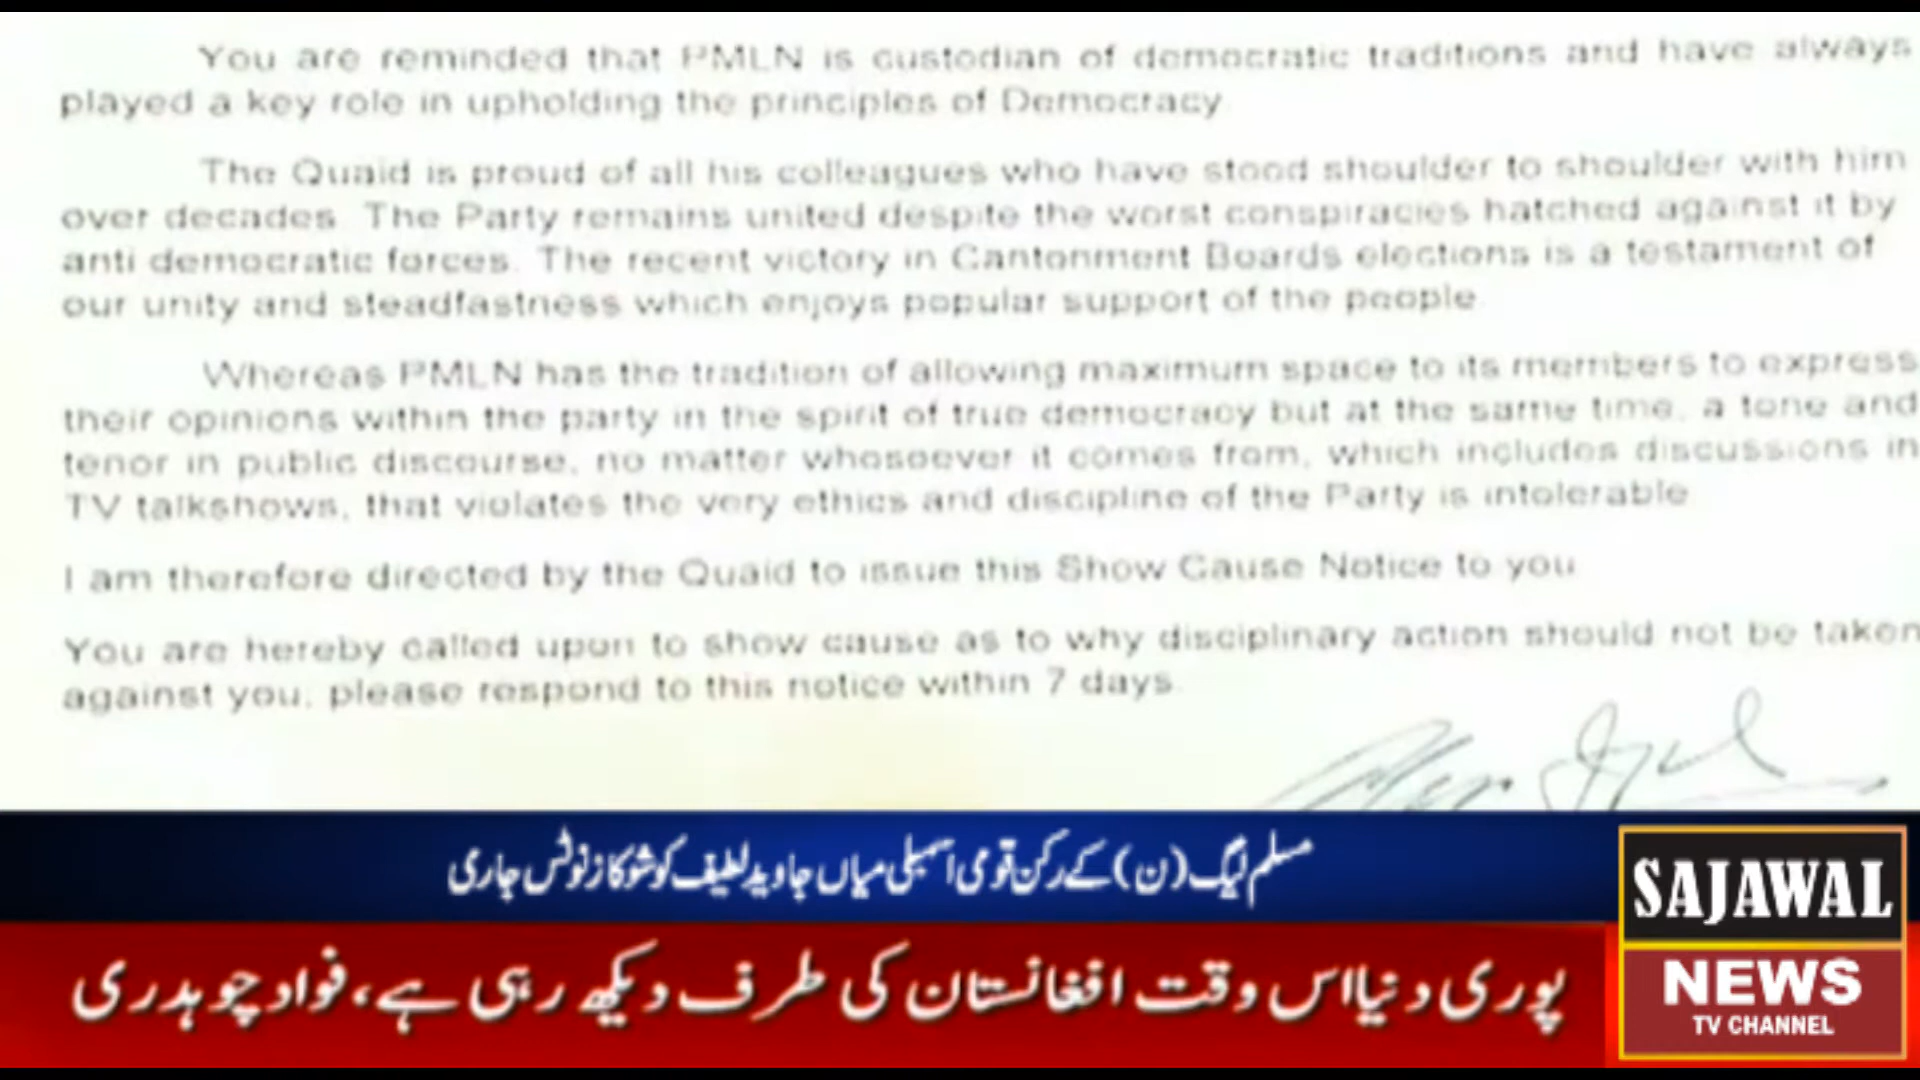 You are reminded that PMLN is custodian of democratic traditions and have always
played a key role in upholding the principles of Democracy
The Quaid is proud of all his colleagues who have stood shoulder to shoulder with him
over decades. The Party remains united despite the worst conspiracies hatched against it by
anti democratic forces. The recent victory in Cantonment Boards elections is a testament of
our unity and steadfastness which enjoys popular support of the people
Whereas PMLN has the tradition of allowing maximum space to its members to express
their opinions within the party in the spirit of true democracy but at the same time, a tone and
tenor in public discourse, no matter whosoever it comes from, which includes discussions in
TV talkshows, that violates the very ethics and discipline of the Party is intolerable
I am therefore directed by the Quaid to issue this Show Cause Notice to you
You are hereby called upon to show cause as to why disciplinary action should not be taken
against you, please respond to this notice within 7 days.
مسلم لیگ (ن) کے رکن قومی اسمبلی میاں جاوید لطیف کو شوکاز نوٹس جاری
پوری دنیا اس وقت افغانستان کی طرف دیکھ رہی ہے، فواد چوہدری
SAJAWAL
NEWS
TV CHANNEL